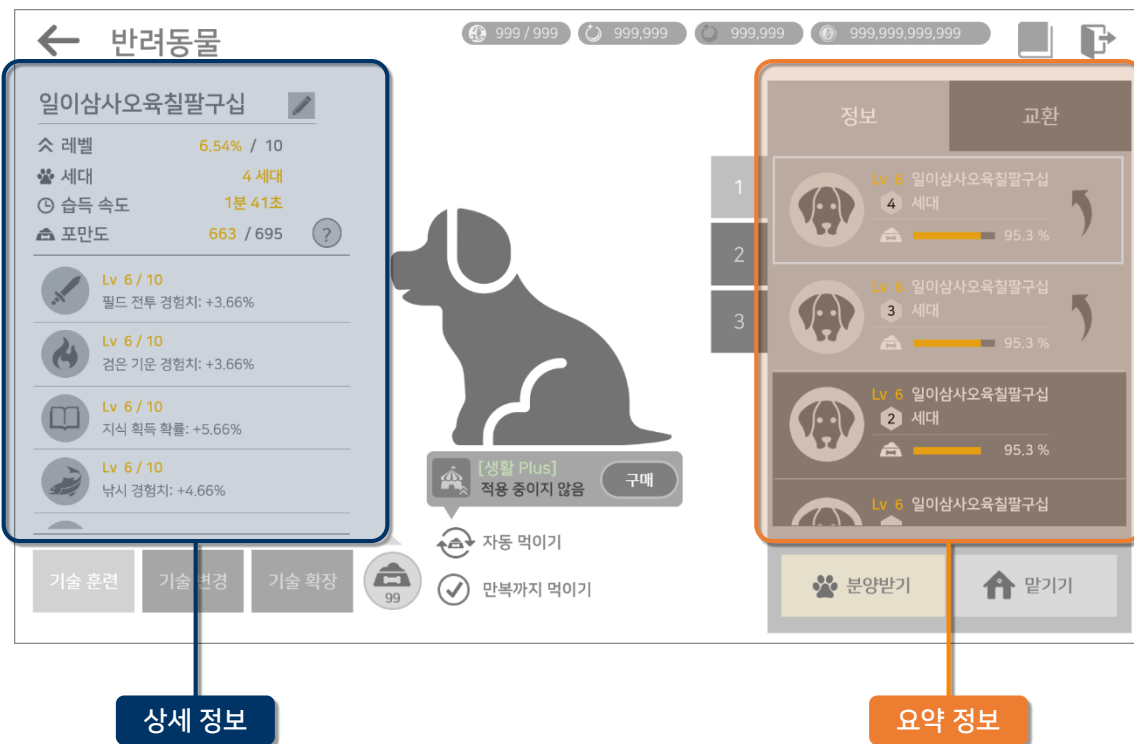 반려동물
999 / 999
999,999
999,999
999,999,999,999
일이삼사오육칠팔구십
레벨 6.54% / 10
세대 4 세대
습득 속도 1분 41초
포만도 663 / 695 ?
Lv 6 / 10
필드 전투 경험치: +3.66%
Lv 6 / 10
검은 기운 경험치: +3.66%
Lv 6 / 10
지식 획득 확률: +5.66%
Lv 6 / 10
낚시 경험치: +4.66%
기술 훈련
기술 변경
기술 확장
99
[생활 Plus]
적용 중이지 않음
구매
자동 먹이기
만복까지 먹이기
1
2
3
정보
교환
Lv 6 일이삼사오육칠팔구십
4 세대
95.3 %
Lv 6 일이삼사오육칠팔구십
3 세대
95.3 %
Lv 6 일이삼사오육칠팔구십
2 세대
95.3 %
Lv 6 일이삼사오육칠팔구십
분양받기
맡기기
상세 정보
요약 정보